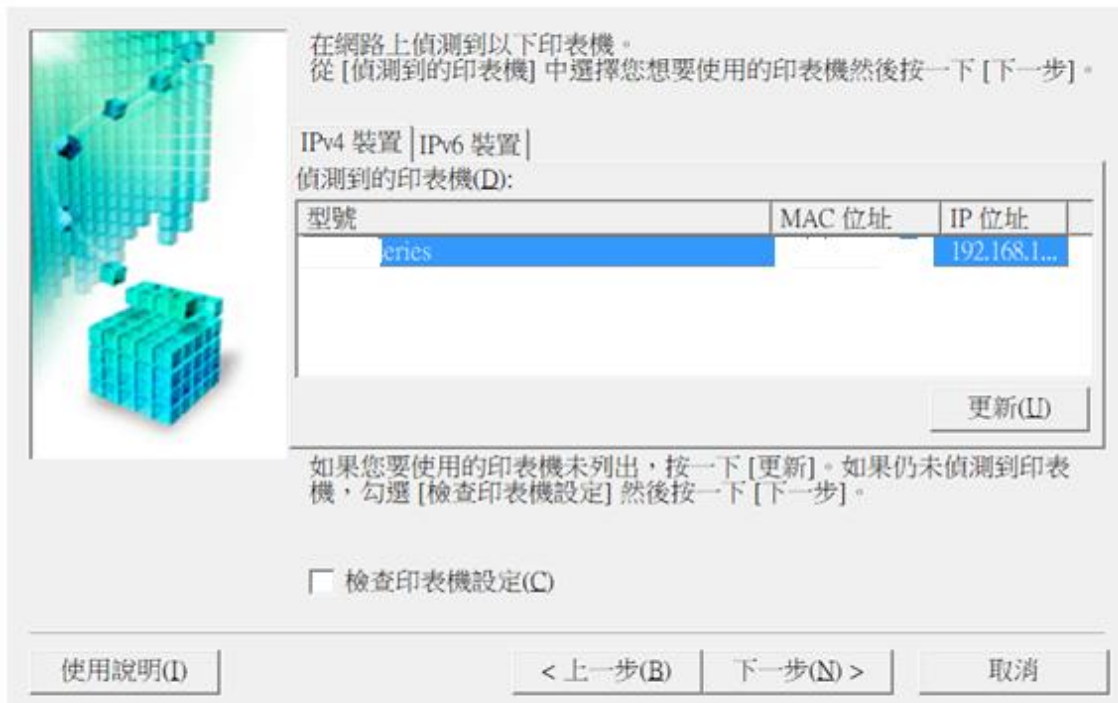 在網路上偵測到以下印表機。
從 [偵測到的印表機] 中選擇您想要使用的印表機然後按一下 [下一步]。
IPv4 裝置 IPv6 裝置
偵測到的印表機(D):
型號 MAC 位址 IP 位址
eries 192.168.1...
更新(U)
如果您要使用的印表機未列出，按一下 [更新]。如果仍未偵測到印表
機，勾選 [檢查印表機設定] 然後按一下 [下一步]。
檢查印表機設定(C)
使用說明(I) < 上一步(B) 下一步(N) > 取消